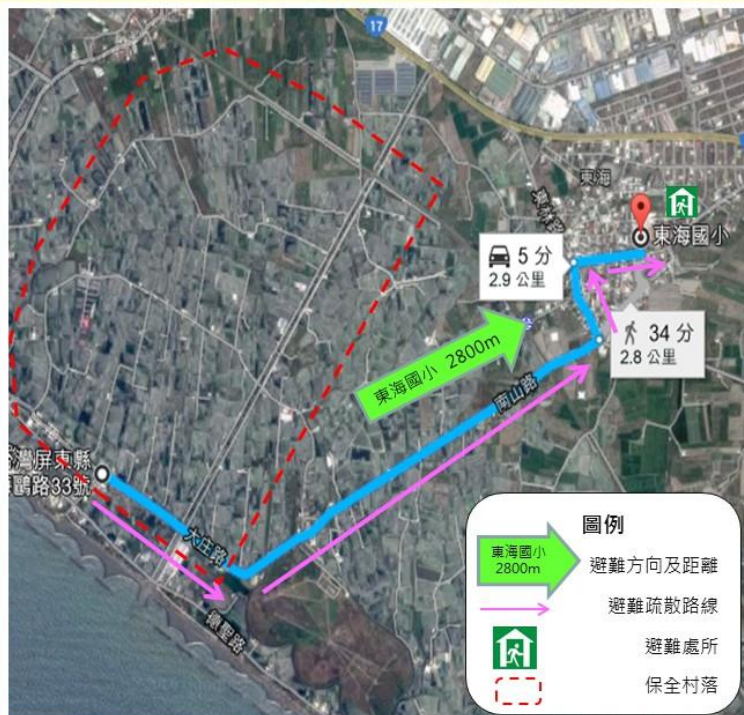 17
東海
東海國小
5 分
2.9 公里
34 分
2.8 公里
東海國小 2800m
南山路
灣屏東縣
鷗路33號
大庄路
德聖路
圖例
東海國小
2800m
避難方向及距離
避難疏散路線
避難處所
保全村落